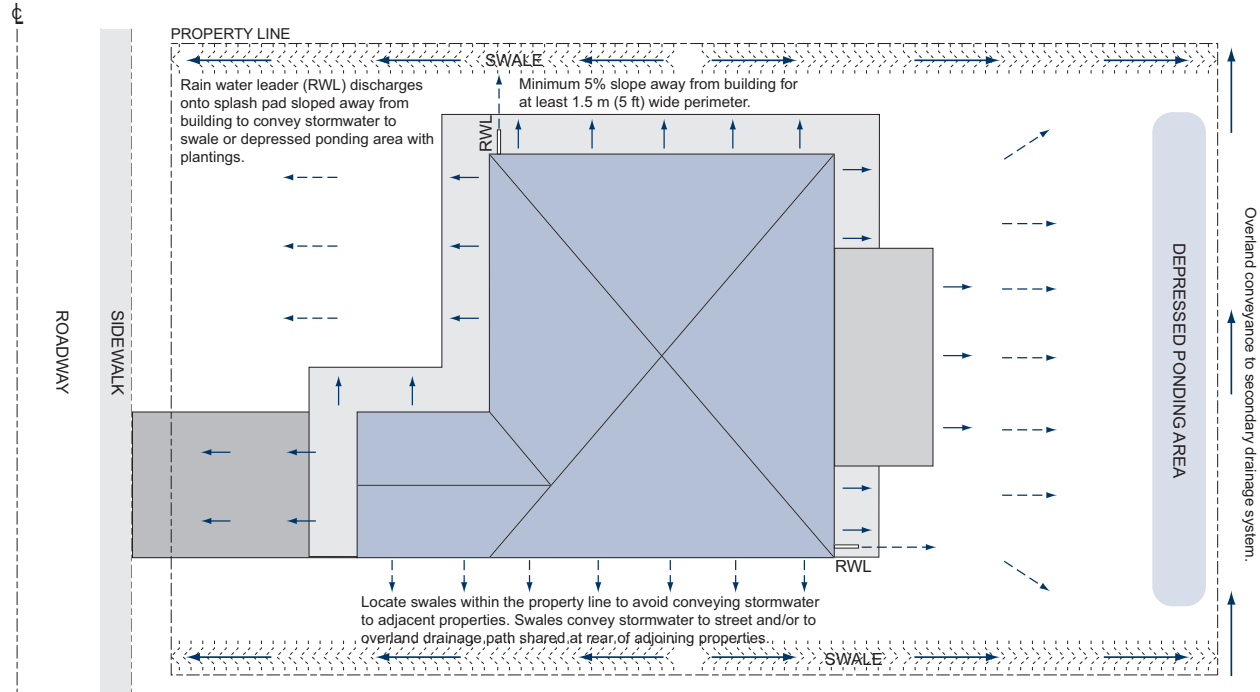 ℄
PROPERTY LINE
SWALE
Rain water leader (RWL) discharges
onto splash pad sloped away from
building to convey stormwater to
swale or depressed ponding area with
plantings.
Minimum 5% slope away from building for
at least 1.5 m (5 ft) wide perimeter.
RWL
ROADWAY
SIDEWALK
DEPRESSED PONDING AREA
Overland conveyance to secondary drainage system.
RWL
Locate swales within the property line to avoid conveying stormwater
to adjacent properties. Swales convey stormwater to street and/or to
overland drainage path shared at rear of adjoining properties.
SWALE